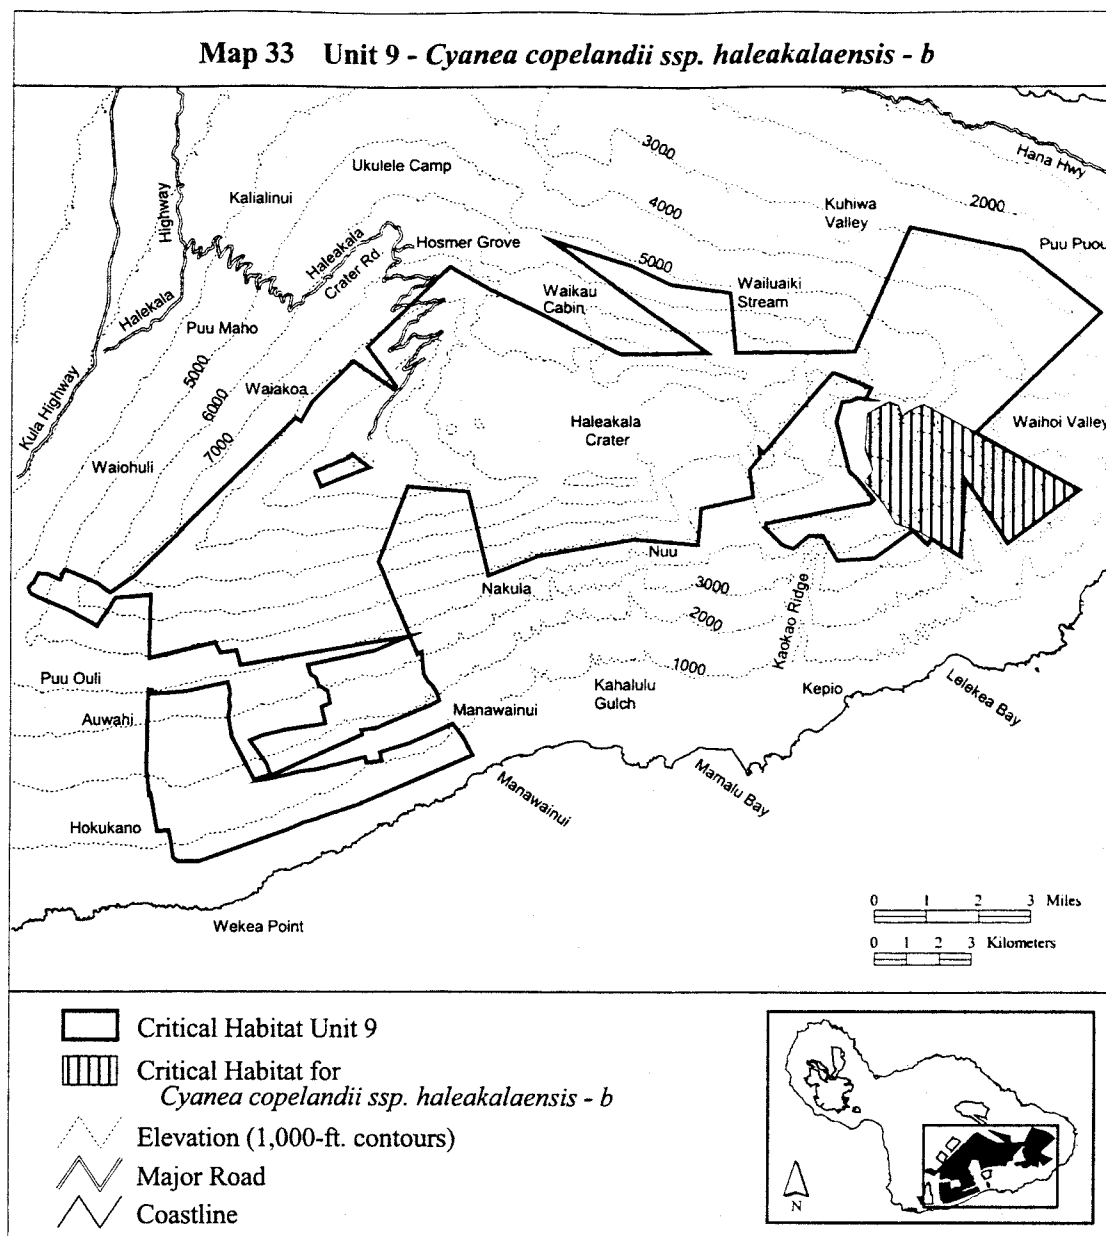 Map 33 Unit 9 - Cyanea copelandii ssp. haleakalaensis - b
Hana Hwy
3000
Ukulele Camp
Kalialinui
Highway
4000
Kuhiwa
Valley
2000
Puu Puou
Haleakala
Crater Rd.
Hosmer Grove
5000
Wailuaiki
Stream
Waikau
Cabin
Halekala
Puu Maho
5000
6000
7000
Waiakoa
Kula Highway
Waiohuli
Haleakala
Crater
Waihoi Valley
Nuu
Nakula
3000
2000
1000
Kaokao Ridge
Puu Ouli
Auwahi
Manawainui
Kahalulu
Gulch
Kepio
Lelekea Bay
Mamalu Bay
Manawainui
Hokukano
Wekea Point
0 1 2 3 Miles
0 1 2 3 Kilometers
Critical Habitat Unit 9
Critical Habitat for
Cyanea copelandii ssp. haleakalaensis - b
Elevation (1,000-ft. contours)
Major Road
Coastline
N